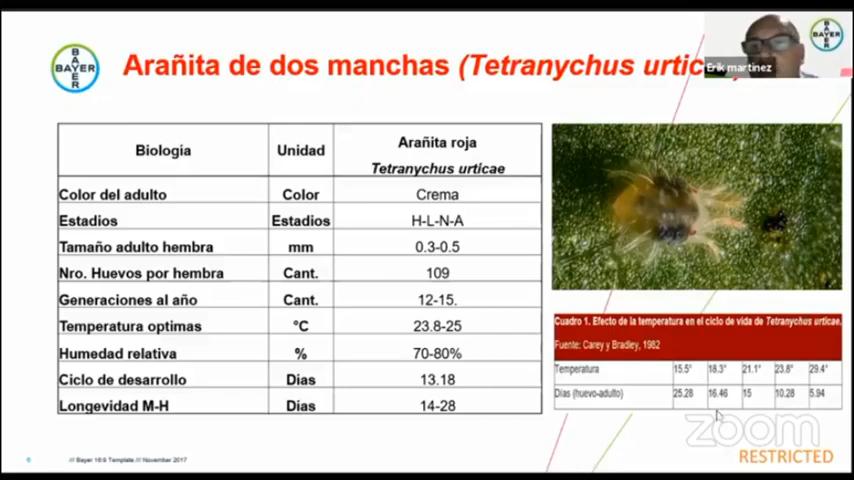 BAYER
BAYER
Arañita de dos manchas (Tetranychus urtic
Erik martinez
BAYER
BAYER
Biología Unidad Arañita roja
Tetranychus urticae
Color del adulto Color Crema
Estadios Estadios H-L-N-A
Tamaño adulto hembra mm 0.3-0.5
Nro. Huevos por hembra Cant. 109
Generaciones al año Cant. 12-15.
Temperatura optimas °C 23.8-25
Humedad relativa % 70-80%
Ciclo de desarrollo Dias 13.18
Longevidad M-H Dias 14-28
Cuadro 1. Efecto de la temperatura en el ciclo de vida de Tetranychus urticae.
Fuente: Carey y Bradley, 1982
Temperatura 15.5° 18.3° 21.1° 23.8° 29.4°
Días (huevo-adulto) 25.28 16.46 15 10.28 5.94
zoom
RESTRICTED
6 /// Bayer 16:9 Template /// November 2017